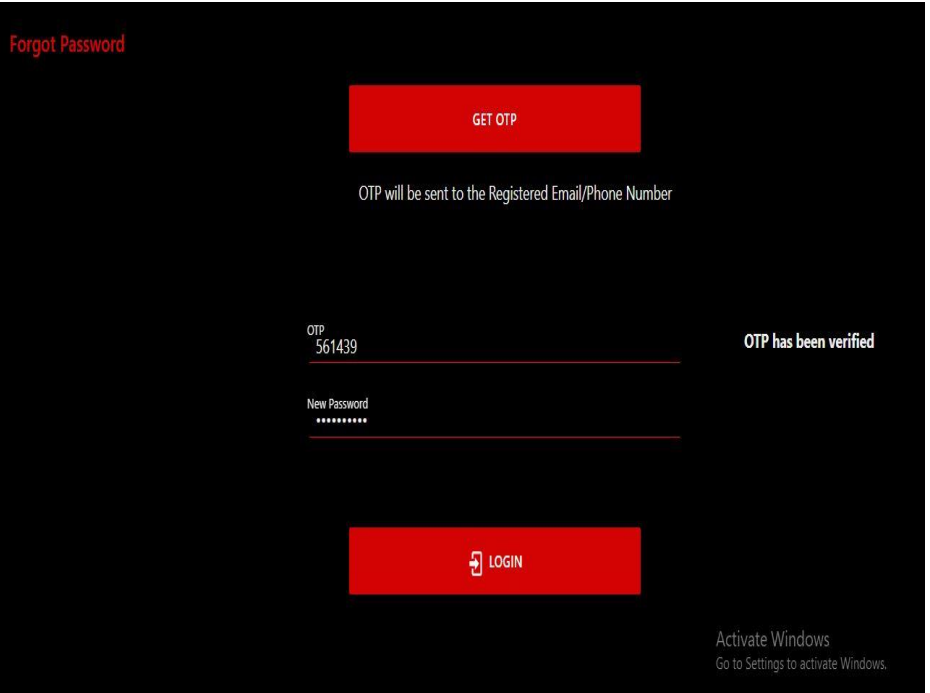 Forgot Password
GET OTP
OTP will be sent to the Registered Email/Phone Number
OTP
561439
OTP has been verified
New Password
••••••••••
LOGIN
Activate Windows
Go to Settings to activate Windows.